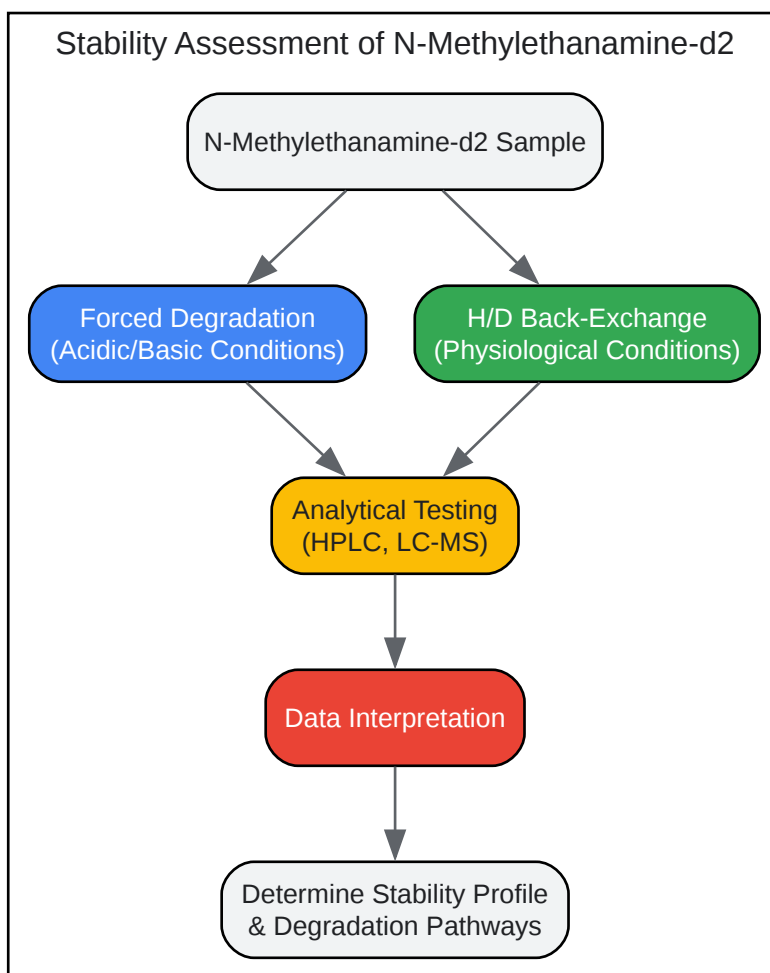 Stability Assessment of N-Methylethanamine-d2
N-Methylethanamine-d2 Sample
Forced Degradation
(Acidic/Basic Conditions)
H/D Back-Exchange
(Physiological Conditions)
Analytical Testing
(HPLC, LC-MS)
Data Interpretation
Determine Stability Profile
& Degradation Pathways